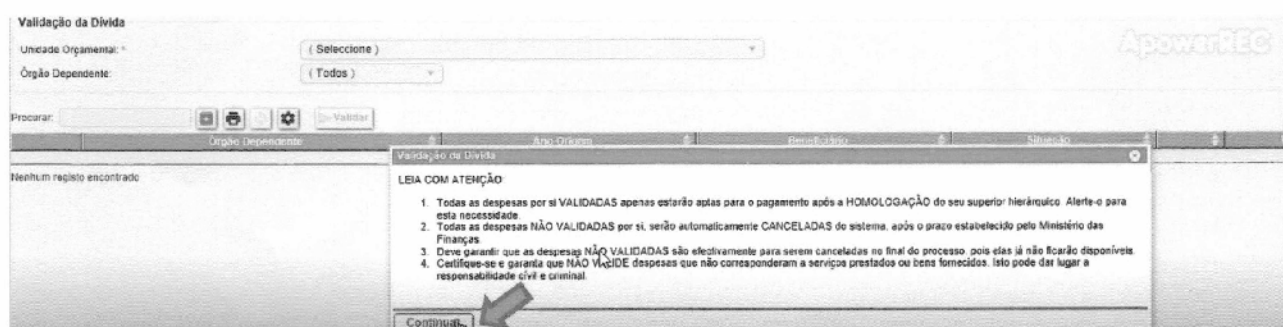 Validação da Dívida
Unidade Orçamental: * ( Seleccione )
ApowerREC
Órgão Dependente: ( Todos )
Procurar: Validar
Órgão Dependente Ano Origem Beneficiário Situação
Validação da Dívida
Nenhum registo encontrado
LEIA COM ATENÇÃO
1. Todas as despesas por si VALIDADAS apenas estarão aptas para o pagamento após a HOMOLOGAÇÃO do seu superior hierárquico. Alerte-o para
esta necessidade.
2. Todas as despesas NÃO VALIDADAS por si, serão automaticamente CANCELADAS do sistema, após o prazo estabelecido pelo Ministério das
Finanças.
3. Deve garantir que as despesas NÃO VALIDADAS são efectivamente para serem canceladas no final do processo, pois elas já não ficarão disponíveis.
4. Certifique-se e garanta que NÃO VALIDE despesas que não corresponderam a serviços prestados ou bens fornecidos. Isto pode dar lugar a
responsabilidade civil e criminal.
Continuar